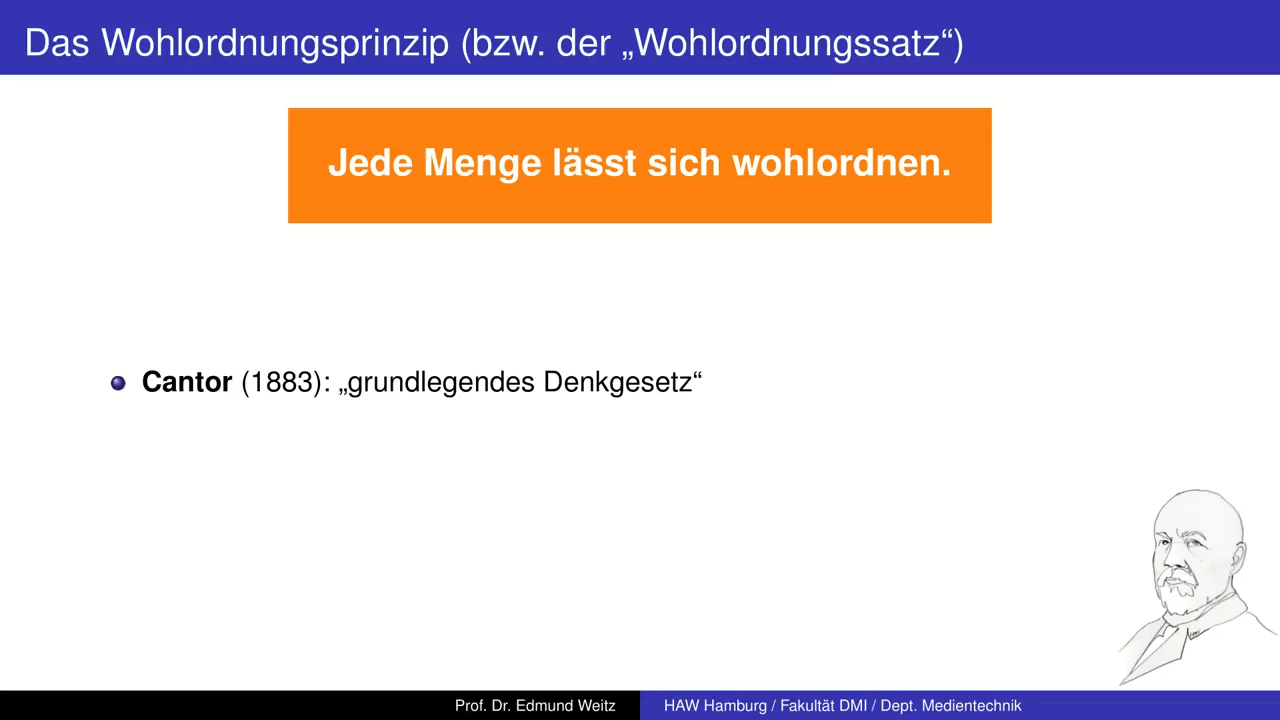 Das Wohlordnungsprinzip (bzw. der „Wohlordnungssatz“)
Jede Menge lässt sich wohlordnen.
Cantor (1883): „grundlegendes Denkgesetz“
Prof. Dr. Edmund Weitz
HAW Hamburg / Fakultät DMI / Dept. Medientechnik